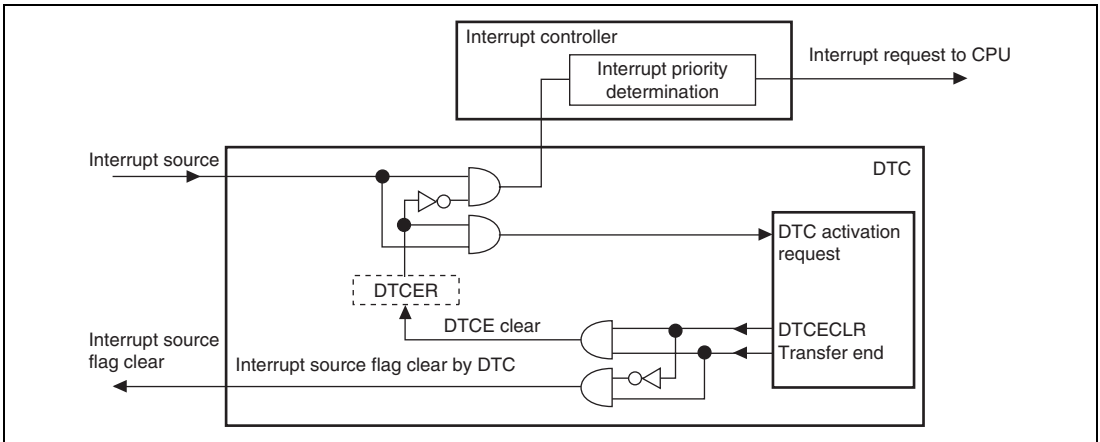 Interrupt controller
Interrupt priority
determination
Interrupt request to CPU
Interrupt source
DTC
DTC activation
request
DTCER
DTCE clear
DTCECLR
Transfer end
Interrupt source
flag clear
Interrupt source flag clear by DTC